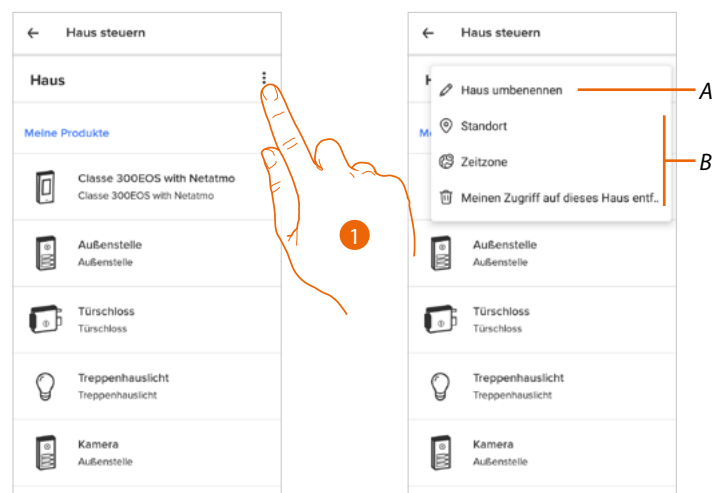 ← Haus steuern
Haus
Meine Produkte
Classe 300EOS with Netatmo
Classe 300EOS with Netatmo
Außenstelle
Außenstelle
Türschloss
Türschloss
Treppenhauslicht
Treppenhauslicht
Kamera
Außenstelle
1
← Haus steuern
H
Haus umbenennen
A
Me
Standort
Zeitzone
B
Meinen Zugriff auf dieses Haus entf..
Außenstelle
Außenstelle
Türschloss
Türschloss
Treppenhauslicht
Treppenhauslicht
Kamera
Außenstelle